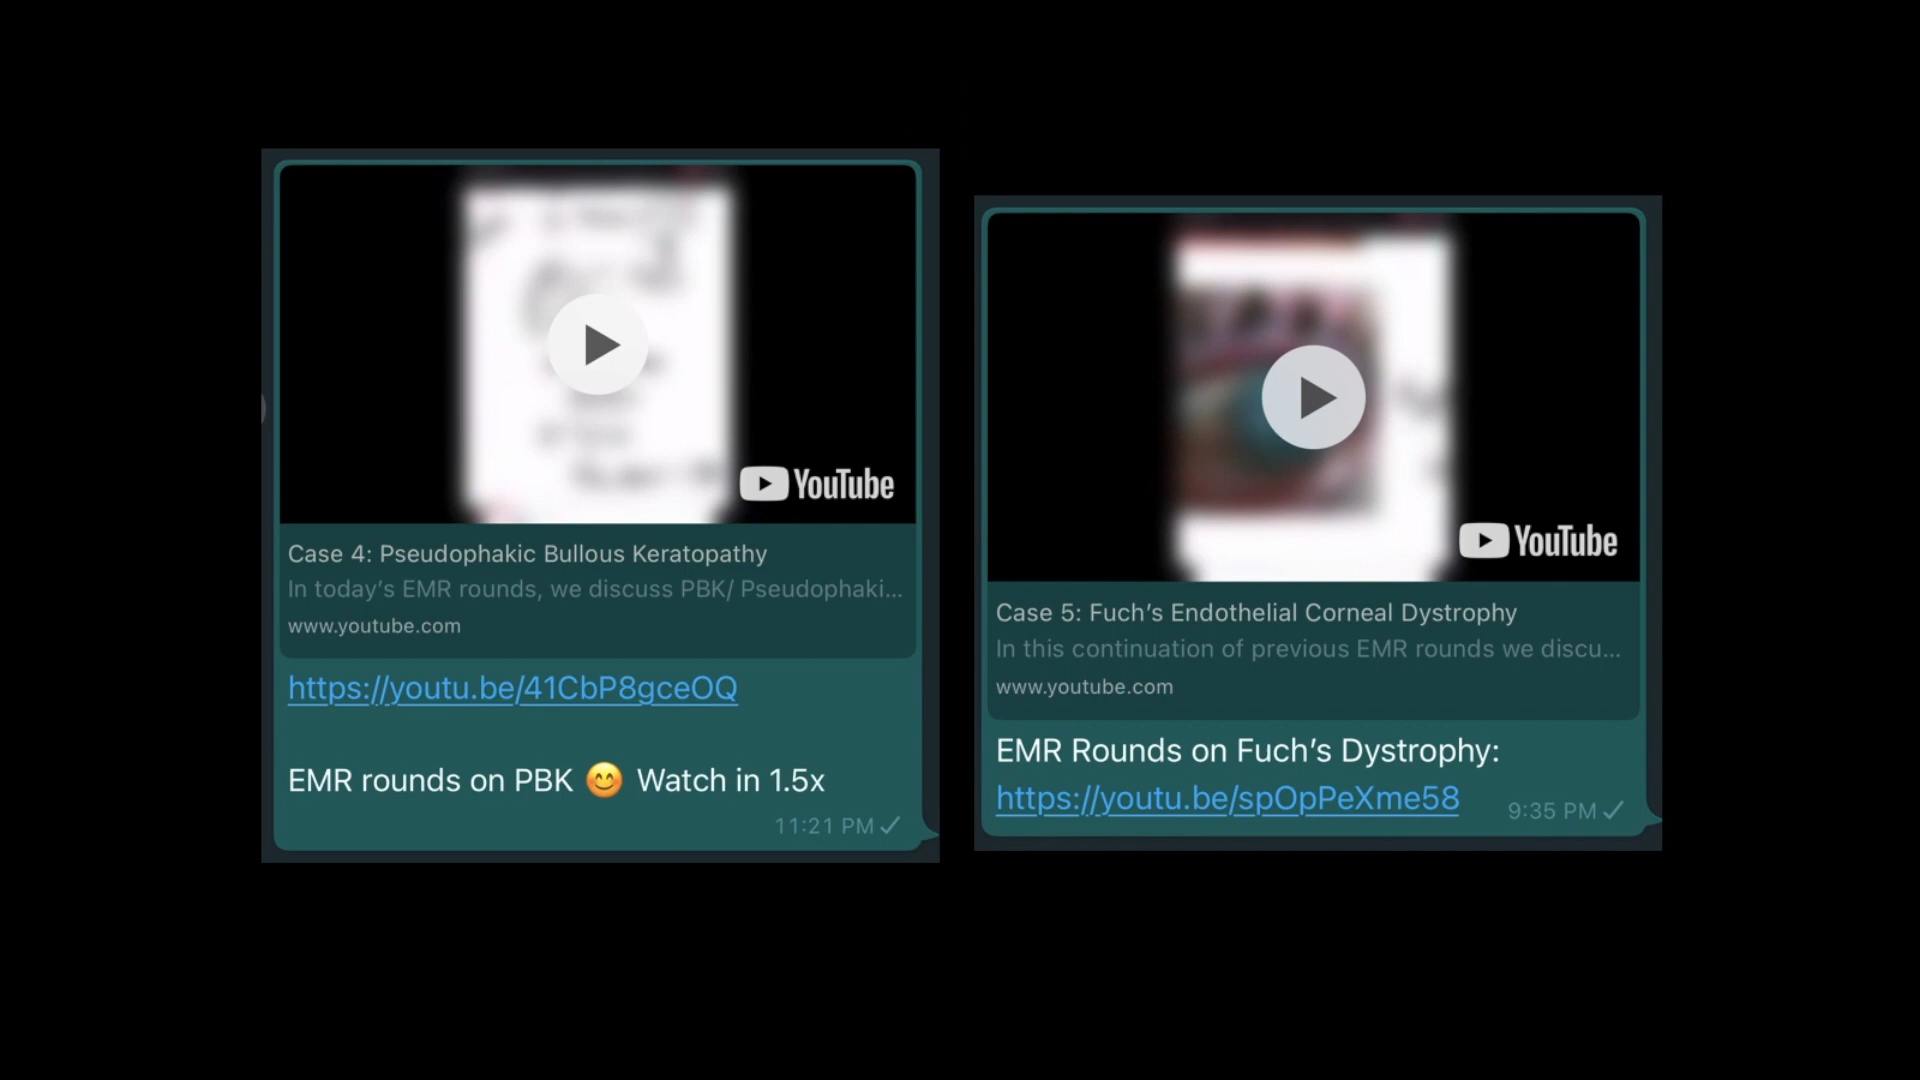 YouTube
Case 4: Pseudophakic Bullous Keratopathy
In today's EMR rounds, we discuss PBK/ Pseudophaki...
www.youtube.com
https://youtu.be/41CbP8gceOQ
EMR rounds on PBK 😊 Watch in 1.5x
11:21 PM
YouTube
Case 5: Fuch's Endothelial Corneal Dystrophy
In this continuation of previous EMR rounds we discu...
www.youtube.com
EMR Rounds on Fuch's Dystrophy:
https://youtu.be/spOpPeXme58
9:35 PM